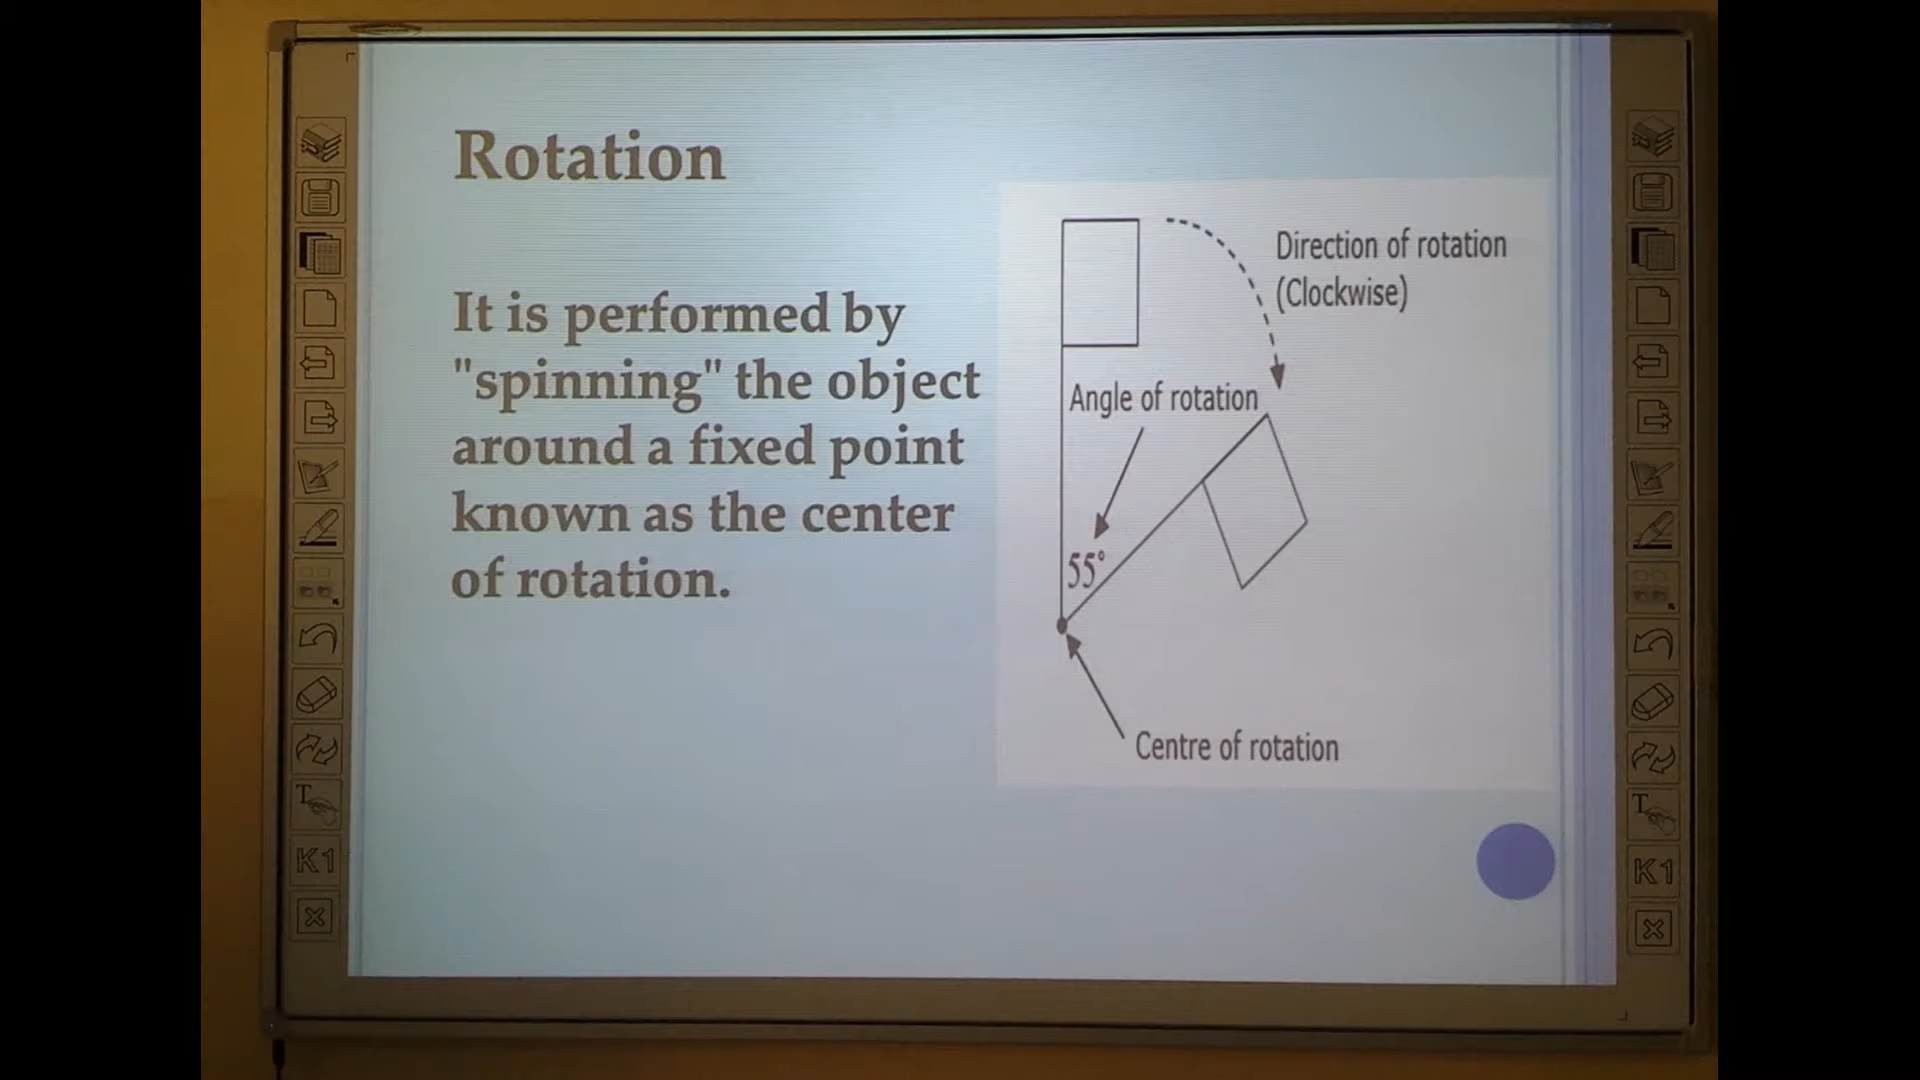 Rotation
It is performed by
"spinning" the object
around a fixed point
known as the center
of rotation.
Direction of rotation
(Clockwise)
Angle of rotation
55°
Centre of rotation
T
K1
T
K1